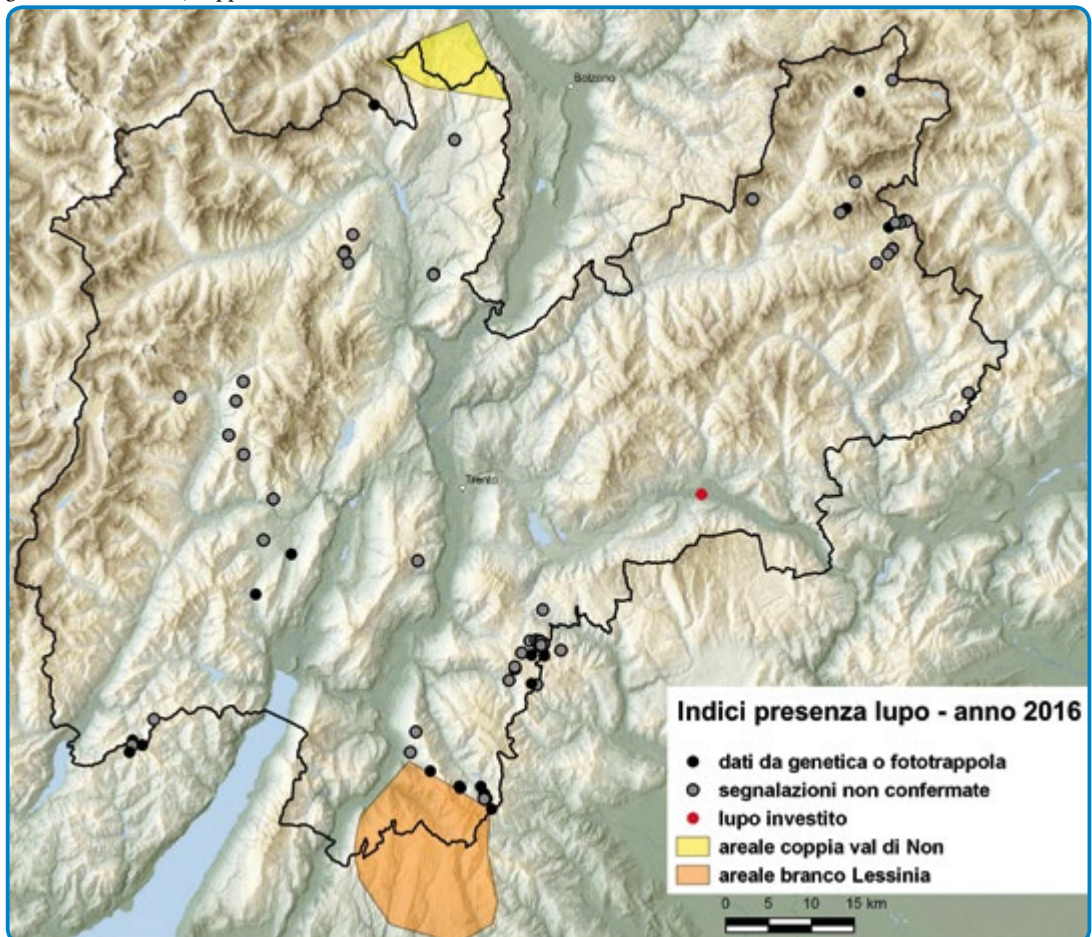 Bolzano
Trento
Indici presenza lupo - anno 2016
dati da genetica o fototrappola
segnalazioni non confermate
lupo investito
areale coppia val di Non
areale branco Lessinia
0 5 10 15 km